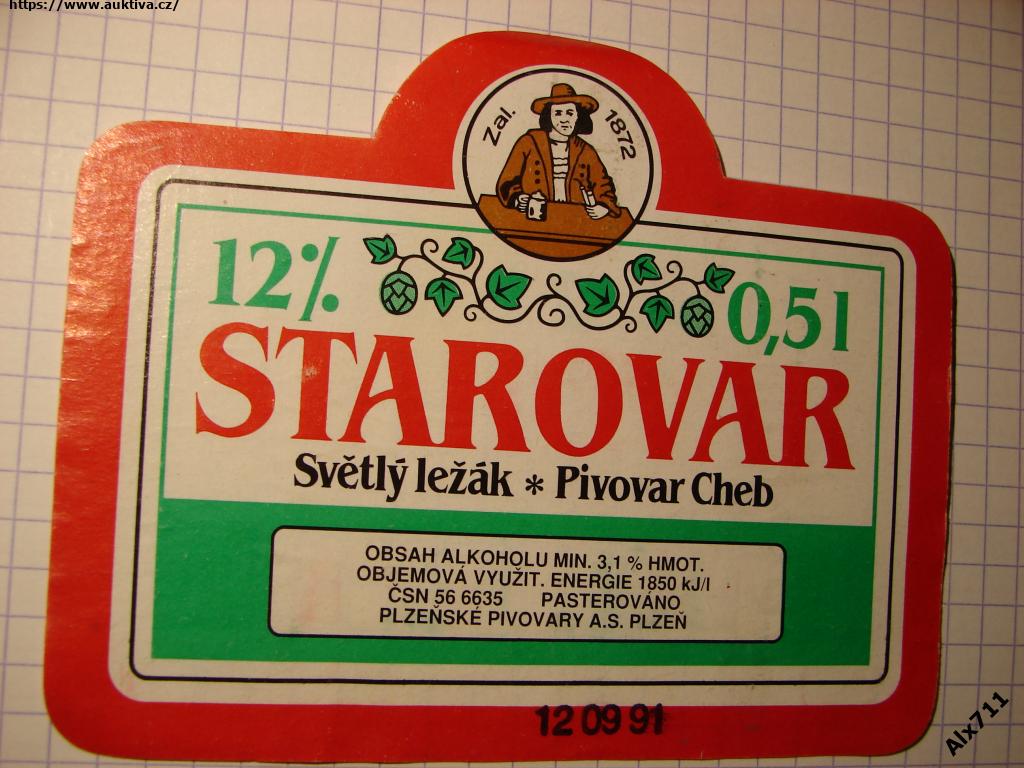 https://www.auktiva.cz/
Zal. 1872
12% 0,5l
STAROVAR
Světlý ležák * Pivovar Cheb
OBSAH ALKOHOLU MIN. 3,1 % HMOT.
OBJEMOVÁ VYUŽIT. ENERGIE 1850 kJ/l
ČSN 56 6635 PASTEROVÁNO
PLZEŇSKÉ PIVOVARY A.S. PLZEŇ
12 09 91
Alx711